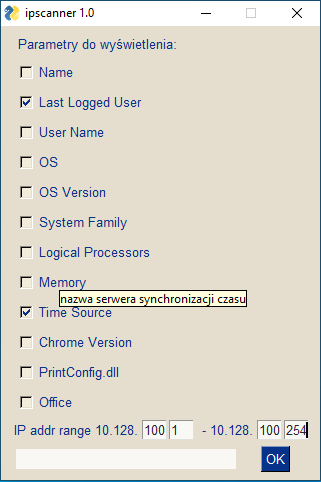 ipscanner 1.0
Parametry do wyświetlenia:
Name
Last Logged User
User Name
OS
OS Version
System Family
Logical Processors
Memory
nazwa serwera synchronizacji czasu
Time Source
Chrome Version
PrintConfig.dll
Office
IP addr range 10.128. 100 1 - 10.128. 100 254
OK